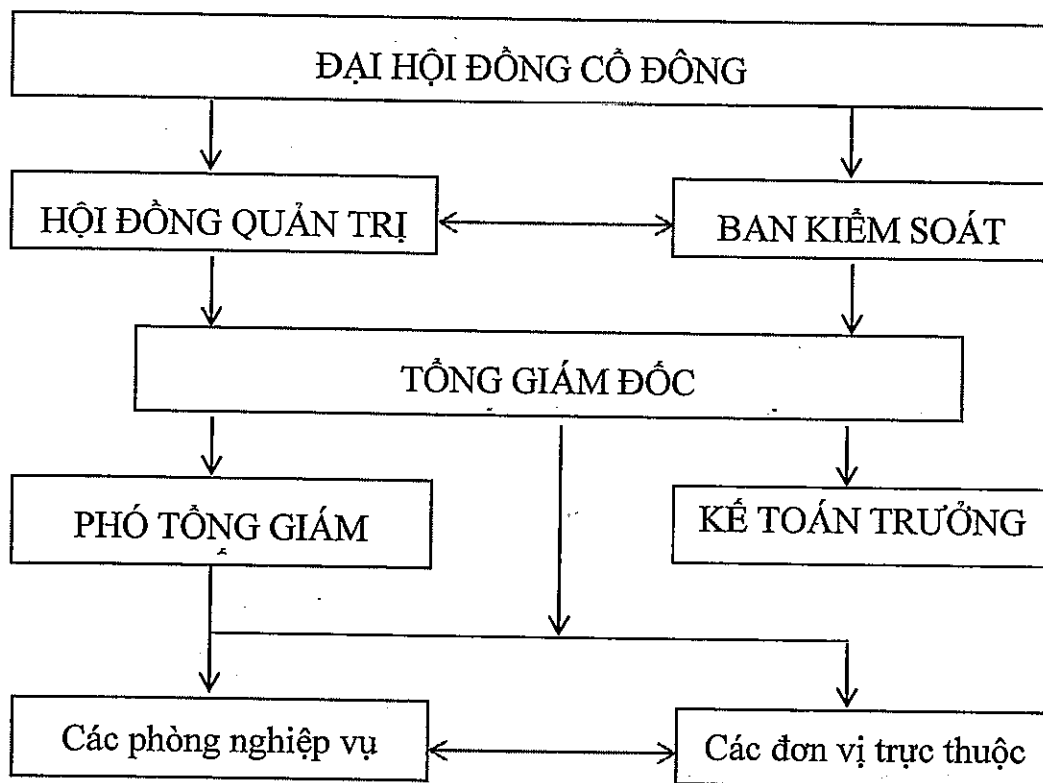 ĐẠI HỘI ĐỒNG CỔ ĐÔNG
HỘI ĐỒNG QUẢN TRỊ
BAN KIỂM SOÁT
TỔNG GIÁM ĐỐC
PHÓ TỔNG GIÁM
KẾ TOÁN TRƯỞNG
Các phòng nghiệp vụ
Các đơn vị trực thuộc